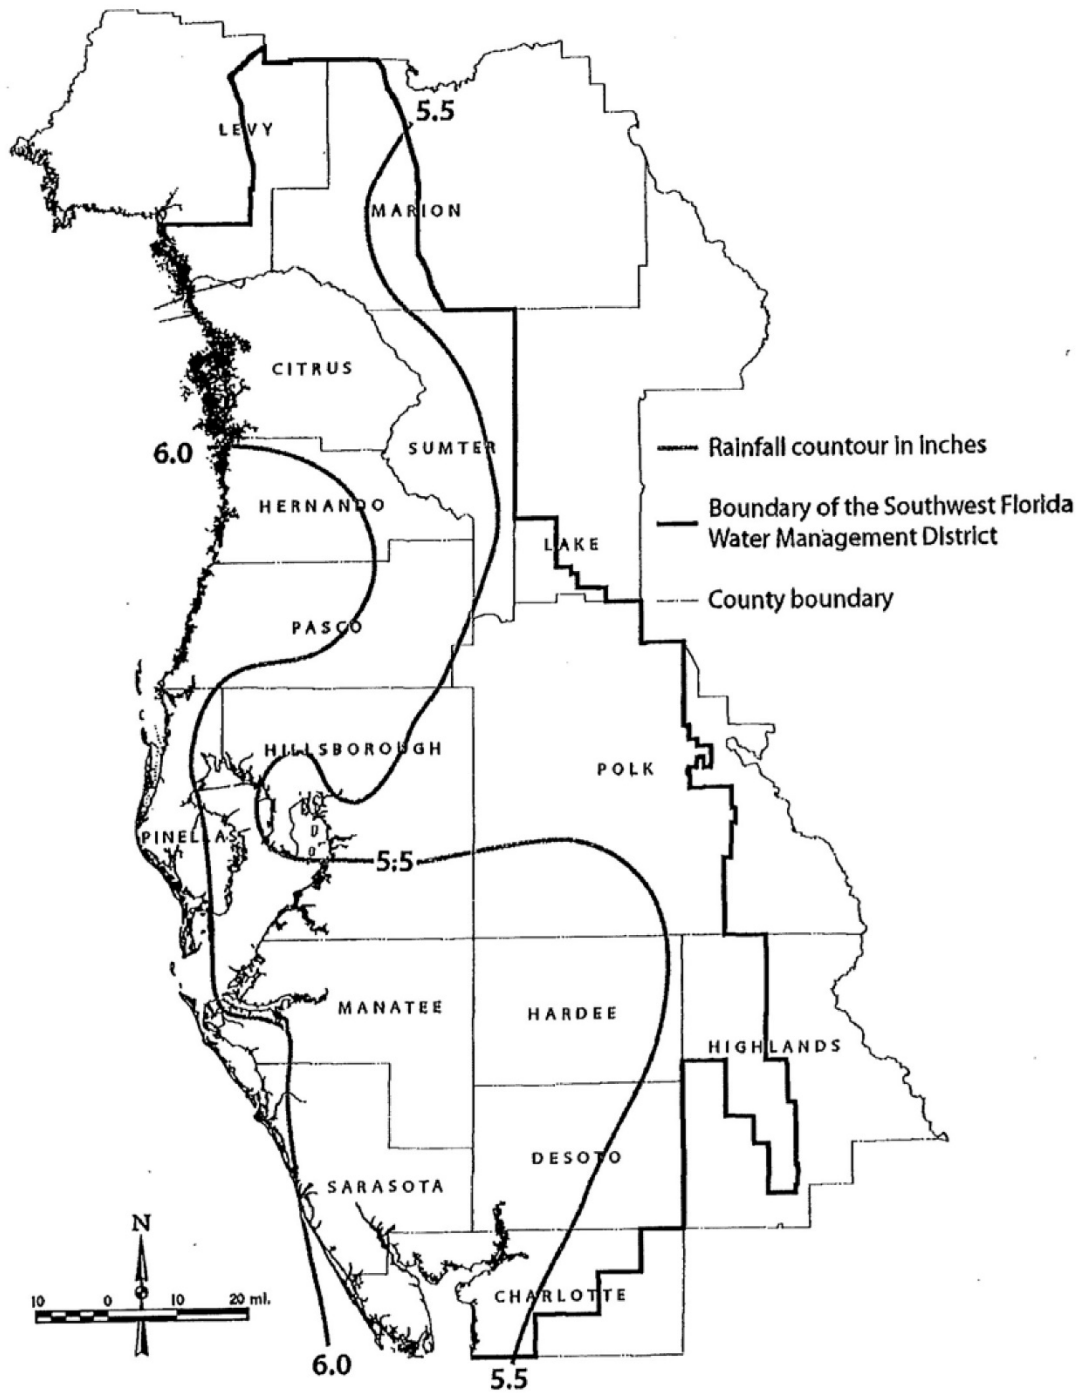 5.5
LEVY
MARION
CITRUS
6.0
SUMTER
Rainfall countour in inches
HERNANDO
Boundary of the Southwest Florida
Water Management District
LAKE
County boundary
PASCO
HILLSBOROUGH
POLK
PINELLAS
5.5
MANATEE
HARDEE
HIGHLANDS
DESOTO
SARASOTA
N
CHARLOTTE
10 0 10 20 mi.
6.0
5.5